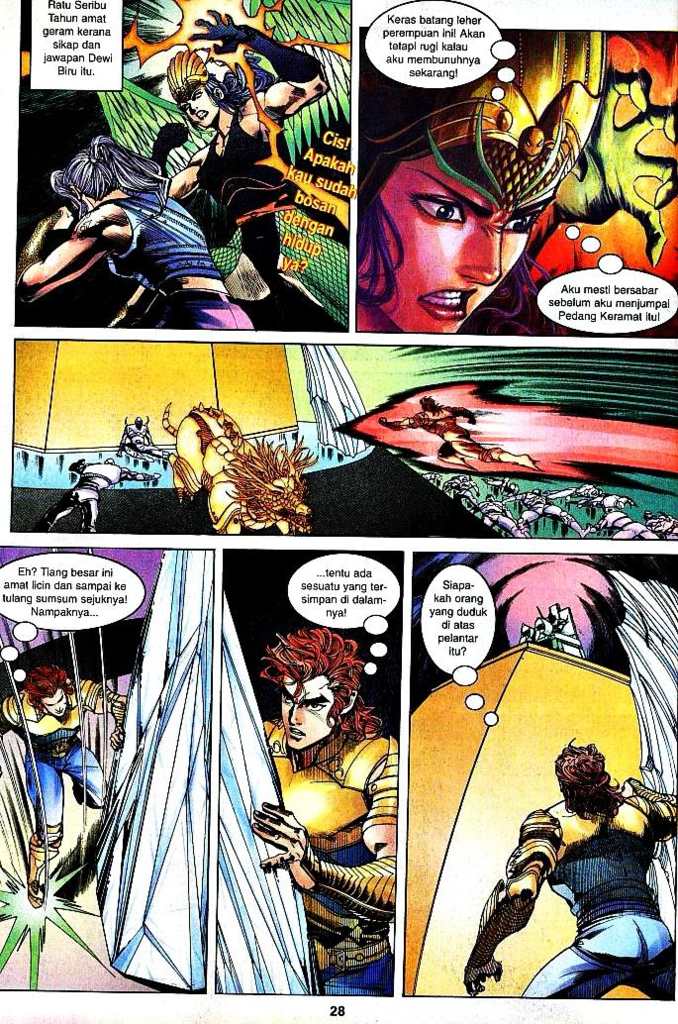 Ratu Seribu
Tahun amat
geram kerana
sikap dan
jawapan Dewi
Biru itu.
Cis!
Apakah
kau sudah
bosan
dengan
hidup
ya?
Keras batang leher
perempuan ini! Akan
tetapi rugi kalau
aku membunuhnya
sekarang!
Aku mesti bersabar
sebelum aku menjumpai
Pedang Keramat itu!
Eh? Tiang besar ini
amat licin dan sampai ke
tulang sumsum sejuknya!
Nampaknya...
...tentu ada
sesuatu yang ter-
simpan di dalam-
nya!
Siapa-
kah orang
yang duduk
di atas
pelantar
itu?
28